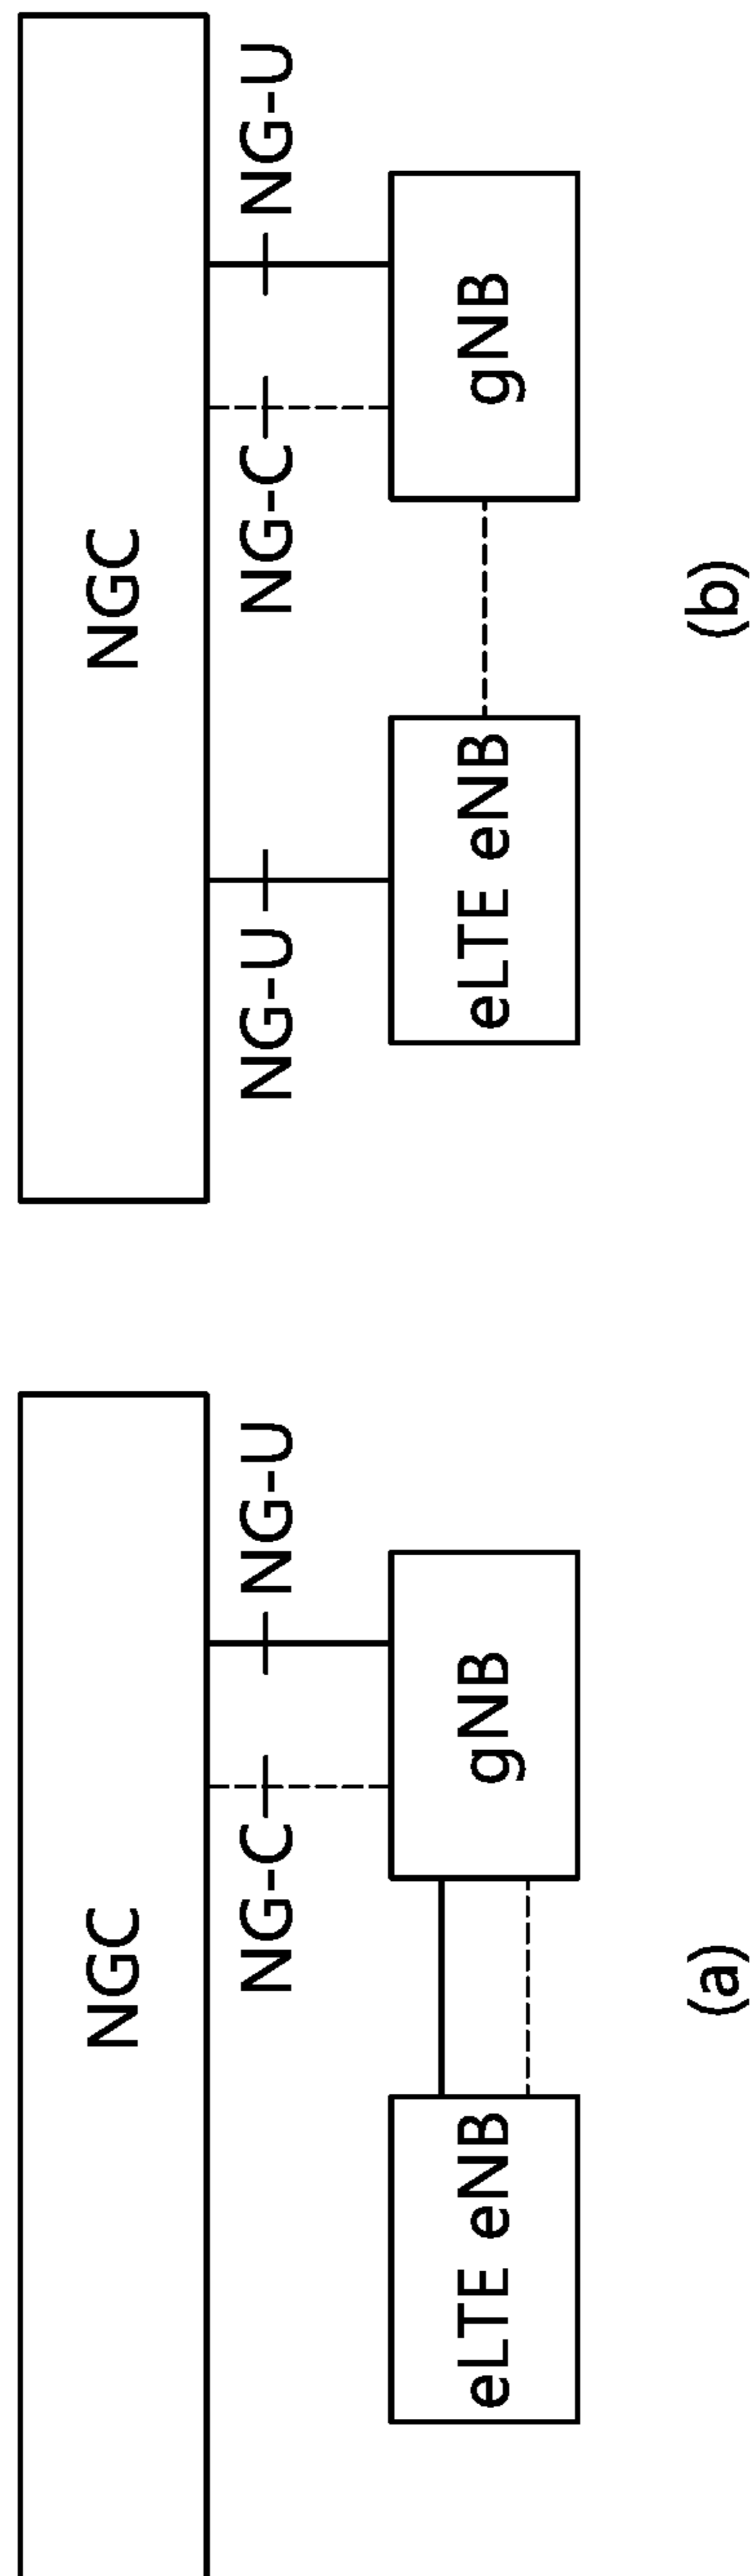 NGC
NG-C
NG-U
eLTE eNB
gNB
(a)
NGC
NG-U
NG-C
NG-U
eLTE eNB
gNB
(b)